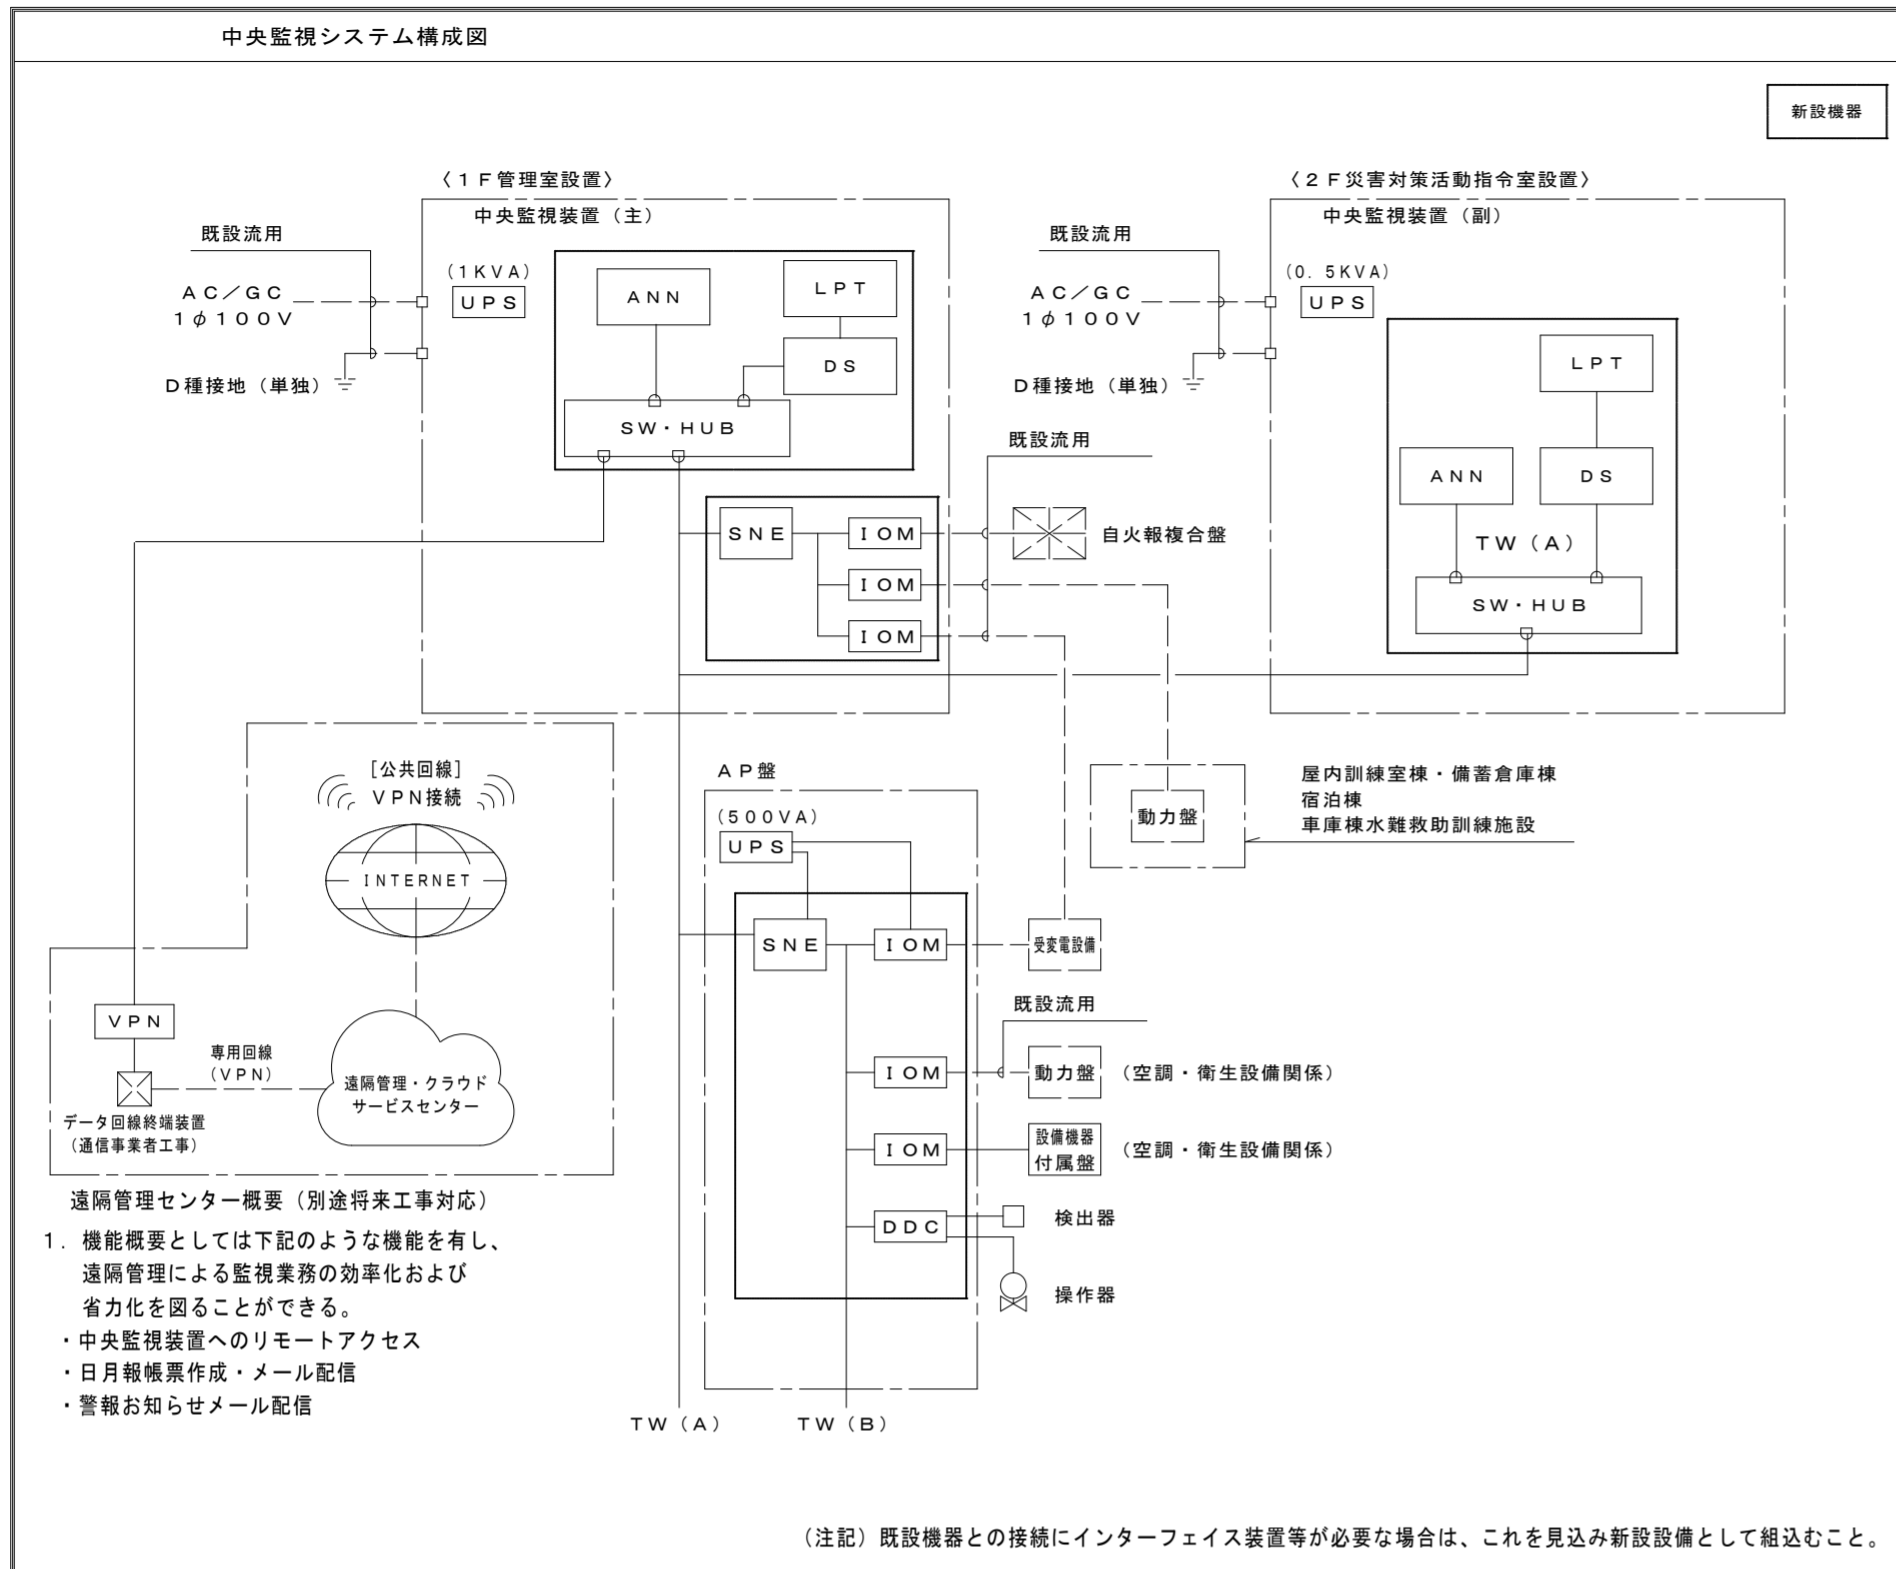 中央監視システム構成図
新設機器
〈1F管理室設置〉
中央監視装置（主）
既設流用
(1KVA)
UPS
AC／GC
1φ100V
D種接地（単独）
ANN
LPT
DS
SW・HUB
SNE
IOM
IOM
IOM
既設流用
自火報複合盤
〈2F災害対策活動指令室設置〉
中央監視装置（副）
既設流用
(0.5KVA)
UPS
AC／GC
1φ100V
D種接地（単独）
LPT
ANN
DS
TW（A）
SW・HUB
[公共回線]
VPN接続
INTERNET
VPN
専用回線
(VPN)
遠隔管理・クラウド
サービスセンター
データ回線終端装置
（通信事業者工事）
AP盤
(500VA)
UPS
SNE
IOM
受変電設備
既設流用
IOM
動力盤
（空調・衛生設備関係）
IOM
設備機器
付属盤
（空調・衛生設備関係）
DDC
検出器
操作器
動力盤
屋内訓練室棟・備蓄倉庫棟
宿泊棟
車庫棟水難救助訓練施設
遠隔管理センター概要（別途将来工事対応）
1．機能概要としては下記のような機能を有し、
遠隔管理による監視業務の効率化および
省力化を図ることができる。
・中央監視装置へのリモートアクセス
・日月報帳票作成・メール配信
・警報お知らせメール配信
TW（A）
TW（B）
（注記）既設機器との接続にインターフェイス装置等が必要な場合は、これを見込み新設設備として組込むこと。